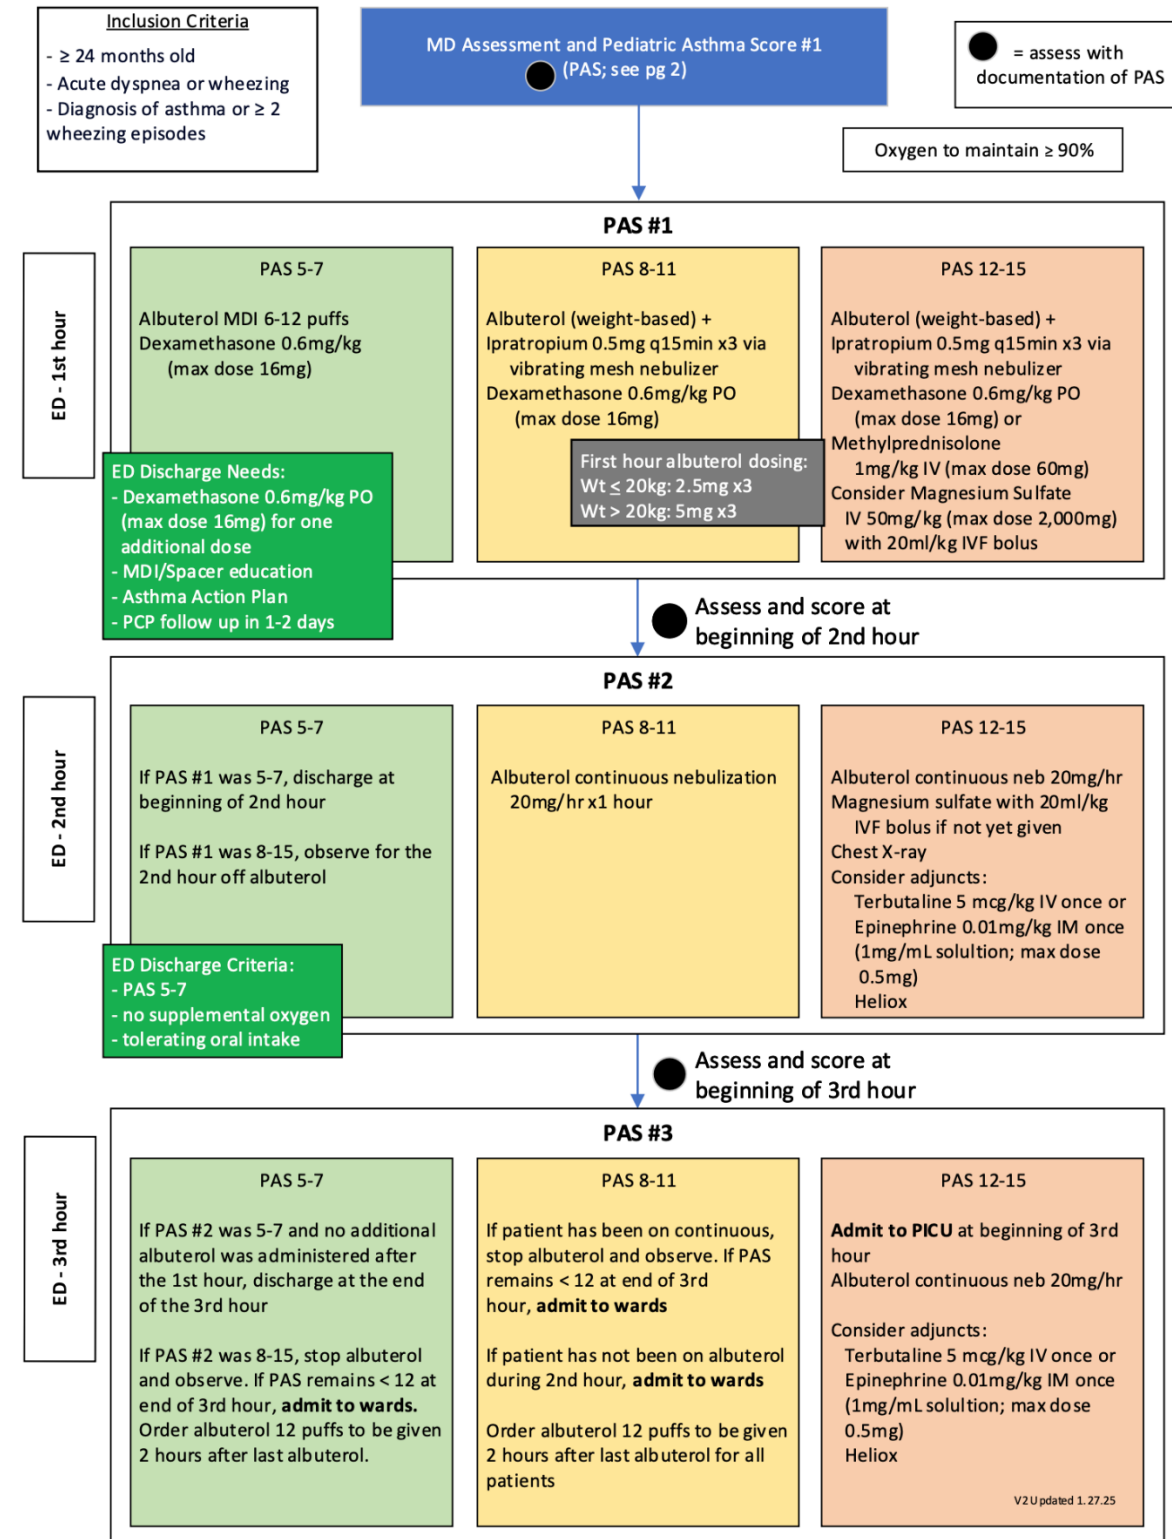 Inclusion Criteria
- ≥ 24 months old
- Acute dyspnea or wheezing
- Diagnosis of asthma or ≥ 2
wheezing episodes
MD Assessment and Pediatric Asthma Score #1
(PAS; see pg 2)
= assess with
documentation of PAS
Oxygen to maintain ≥ 90%
ED - 1st hour
PAS #1
PAS 5-7
Albuterol MDI 6-12 puffs
Dexamethasone 0.6mg/kg
(max dose 16mg)
ED Discharge Needs:
- Dexamethasone 0.6mg/kg PO
(max dose 16mg) for one
additional dose
- MDI/Spacer education
- Asthma Action Plan
- PCP follow up in 1-2 days
PAS 8-11
Albuterol (weight-based) +
Ipratropium 0.5mg q15min x3 via
vibrating mesh nebulizer
Dexamethasone 0.6mg/kg PO
(max dose 16mg)
First hour albuterol dosing:
Wt ≤ 20kg: 2.5mg x3
Wt > 20kg: 5mg x3
PAS 12-15
Albuterol (weight-based) +
Ipratropium 0.5mg q15min x3 via
vibrating mesh nebulizer
Dexamethasone 0.6mg/kg PO
(max dose 16mg) or
Methylprednisolone
1mg/kg IV (max dose 60mg)
Consider Magnesium Sulfate
IV 50mg/kg (max dose 2,000mg)
with 20ml/kg IVF bolus
Assess and score at
beginning of 2nd hour
ED - 2nd hour
PAS #2
PAS 5-7
If PAS #1 was 5-7, discharge at
beginning of 2nd hour
If PAS #1 was 8-15, observe for the
2nd hour off albuterol
ED Discharge Criteria:
- PAS 5-7
- no supplemental oxygen
- tolerating oral intake
PAS 8-11
Albuterol continuous nebulization
20mg/hr x1 hour
PAS 12-15
Albuterol continuous neb 20mg/hr
Magnesium sulfate with 20ml/kg
IVF bolus if not yet given
Chest X-ray
Consider adjuncts:
Terbutaline 5 mcg/kg IV once or
Epinephrine 0.01mg/kg IM once
(1mg/mL solultion; max dose
0.5mg)
Heliox
Assess and score at
beginning of 3rd hour
ED - 3rd hour
PAS #3
PAS 5-7
If PAS #2 was 5-7 and no additional
albuterol was administered after
the 1st hour, discharge at the end
of the 3rd hour
If PAS #2 was 8-15, stop albuterol
and observe. If PAS remains < 12 at
end of 3rd hour, admit to wards.
Order albuterol 12 puffs to be given
2 hours after last albuterol.
PAS 8-11
If patient has been on continuous,
stop albuterol and observe. If PAS
remains < 12 at end of 3rd
hour, admit to wards
If patient has not been on albuterol
during 2nd hour, admit to wards
Order albuterol 12 puffs to be given
2 hours after last albuterol for all
patients
PAS 12-15
Admit to PICU at beginning of 3rd
hour
Albuterol continuous neb 20mg/hr
Consider adjuncts:
Terbutaline 5 mcg/kg IV once or
Epinephrine 0.01mg/kg IM once
(1mg/mL solultion; max dose
0.5mg)
Heliox
V2 Updated 1.27.25